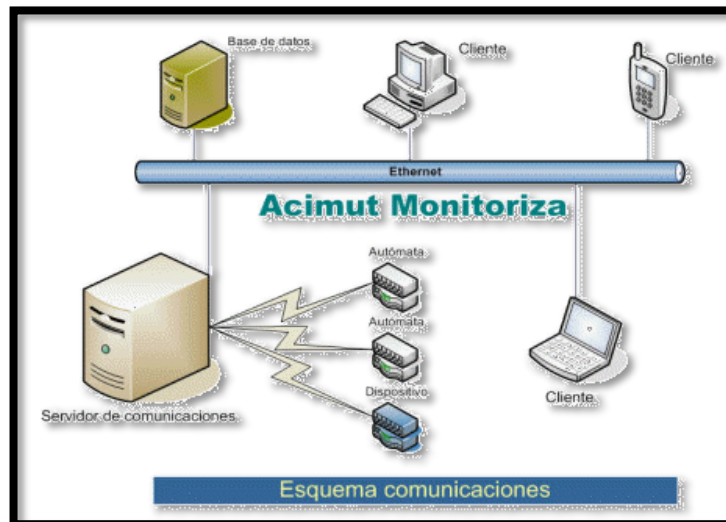 Base de datos
Cliente
Cliente
Ethernet
Acimut Monitoriza
Autómata
Autómata
Dispositivo
Servidor de comunicaciones
Cliente
Esquema comunicaciones